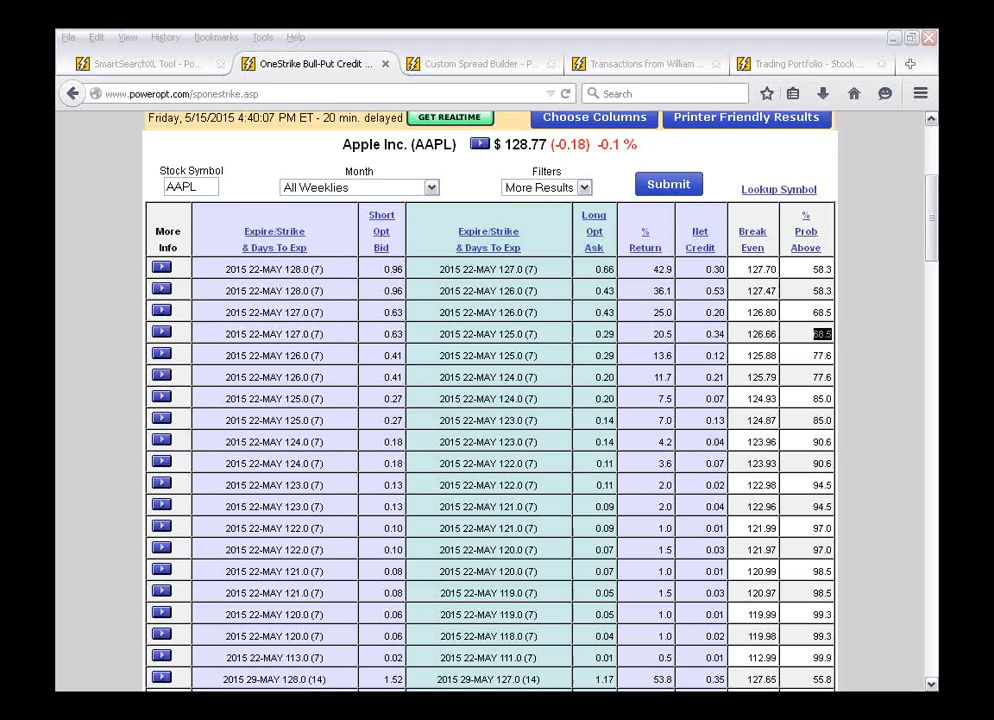 File Edit View History Bookmarks Tools Help
SmartSearchXL Tool - Po... OneStrike Bull-Put Credit ... Custom Spread Builder - P... Transactions from William ... Trading Portfolio - Stock ...
www.poweropt.com/sponestrike.asp Search
Friday, 5/15/2015 4:40:07 PM ET - 20 min. delayed GET REALTIME Choose Columns Printer Friendly Results
Apple Inc. (AAPL) $ 128.77 (-0.18) -0.1 %
Stock Symbol Month Filters
AAPL All Weeklies More Results Submit Lookup Symbol
More Info Expire/Strike & Days To Exp Short Opt Bid Expire/Strike & Days To Exp Long Opt Ask % Return Net Credit Break Even % Prob Above
2015 22-MAY 128.0 (7) 0.96 2015 22-MAY 127.0 (7) 0.66 42.9 0.30 127.70 58.3
2015 22-MAY 128.0 (7) 0.96 2015 22-MAY 126.0 (7) 0.43 36.1 0.53 127.47 58.3
2015 22-MAY 127.0 (7) 0.63 2015 22-MAY 126.0 (7) 0.43 25.0 0.20 126.80 68.5
2015 22-MAY 127.0 (7) 0.63 2015 22-MAY 125.0 (7) 0.29 20.5 0.34 126.66 68.5
2015 22-MAY 126.0 (7) 0.41 2015 22-MAY 125.0 (7) 0.29 13.6 0.12 125.88 77.6
2015 22-MAY 126.0 (7) 0.41 2015 22-MAY 124.0 (7) 0.20 11.7 0.21 125.79 77.6
2015 22-MAY 125.0 (7) 0.27 2015 22-MAY 124.0 (7) 0.20 7.5 0.07 124.93 85.0
2015 22-MAY 125.0 (7) 0.27 2015 22-MAY 123.0 (7) 0.14 7.0 0.13 124.87 85.0
2015 22-MAY 124.0 (7) 0.18 2015 22-MAY 123.0 (7) 0.14 4.2 0.04 123.96 90.6
2015 22-MAY 124.0 (7) 0.18 2015 22-MAY 122.0 (7) 0.11 3.6 0.07 123.93 90.6
2015 22-MAY 123.0 (7) 0.13 2015 22-MAY 122.0 (7) 0.11 2.0 0.02 122.98 94.5
2015 22-MAY 123.0 (7) 0.13 2015 22-MAY 121.0 (7) 0.09 2.0 0.04 122.96 94.5
2015 22-MAY 122.0 (7) 0.10 2015 22-MAY 121.0 (7) 0.09 1.0 0.01 121.99 97.0
2015 22-MAY 122.0 (7) 0.10 2015 22-MAY 120.0 (7) 0.07 1.5 0.03 121.97 97.0
2015 22-MAY 121.0 (7) 0.08 2015 22-MAY 120.0 (7) 0.07 1.0 0.01 120.99 98.5
2015 22-MAY 121.0 (7) 0.08 2015 22-MAY 119.0 (7) 0.05 1.5 0.03 120.97 98.5
2015 22-MAY 120.0 (7) 0.06 2015 22-MAY 119.0 (7) 0.05 1.0 0.01 119.99 99.3
2015 22-MAY 120.0 (7) 0.06 2015 22-MAY 118.0 (7) 0.04 1.0 0.02 119.98 99.3
2015 22-MAY 113.0 (7) 0.02 2015 22-MAY 111.0 (7) 0.01 0.5 0.01 112.99 99.9
2015 29-MAY 128.0 (14) 1.52 2015 29-MAY 127.0 (14) 1.17 53.8 0.35 127.65 55.8